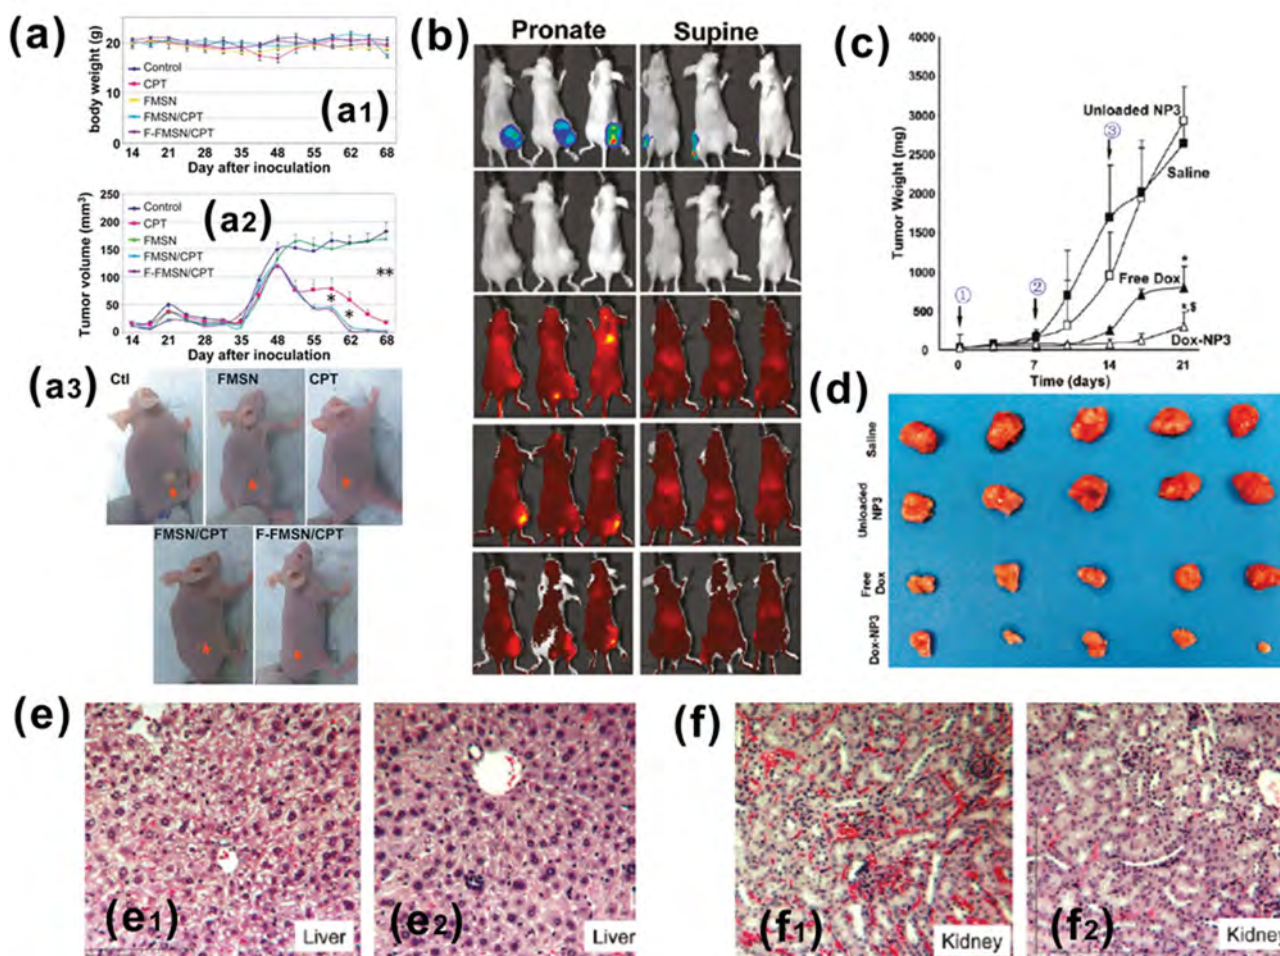 (a)
body weight (g)
20
10
0
Control
CPT
FMSN
FMSN/CPT
F-FMSN/CPT
(a1)
14 21 28 35 48 55 62 68
Day after inoculation
Tumor volume (mm3)
250
200
150
100
50
0
Control
CPT
FMSN
FMSN/CPT
F-FMSN/CPT
(a2)
**
*
*
14 21 28 35 48 55 62 68
Day after inoculation
(a3)
Ctl
FMSN
CPT
FMSN/CPT
F-FMSN/CPT
(b)
Pronate
Supine
(c)
Tumor Weight (mg)
4000
3500
3000
2500
2000
1500
1000
500
0
①
②
③
Unloaded NP3
Saline
Free Dox
*
*,$
Dox-NP3
0 7 14 21
Time (days)
(d)
Saline
Unloaded
NP3
Free
Dox
Dox-NP3
(e)
(e1)
Liver
(e2)
Liver
(f)
(f1)
Kidney
(f2)
Kidney